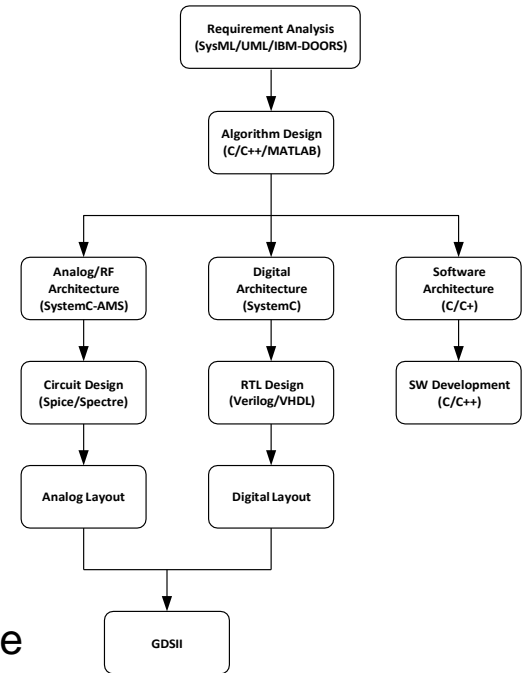 Requirement Analysis
(SysML/UML/IBM-DOORS)
Algorithm Design
(C/C++/MATLAB)
Analog/RF
Architecture
(SystemC-AMS)
Digital
Architecture
(SystemC)
Software
Architecture
(C/C+)
Circuit Design
(Spice/Spectre)
RTL Design
(Verilog/VHDL)
SW Development
(C/C++)
Analog Layout
Digital Layout
GDSII
e